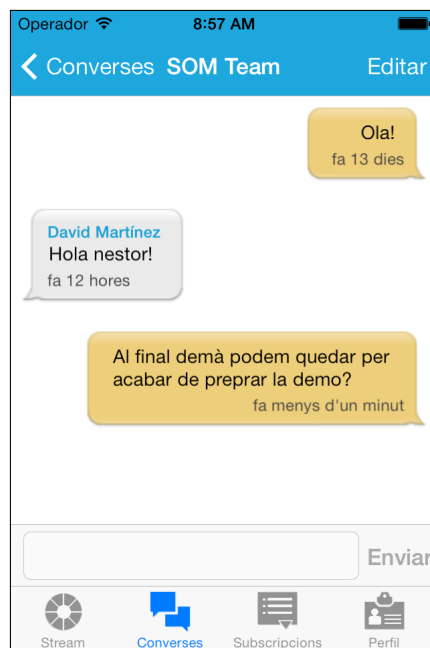 Operador 8:57 AM
Converses SOM Team Editar
Ola!
fa 13 dies
David Martínez
Hola nestor!
fa 12 hores
Al final demà podem quedar per
acabar de preprar la demo?
fa menys d'un minut
Enviar
Stream Converses Subscripcions Perfil